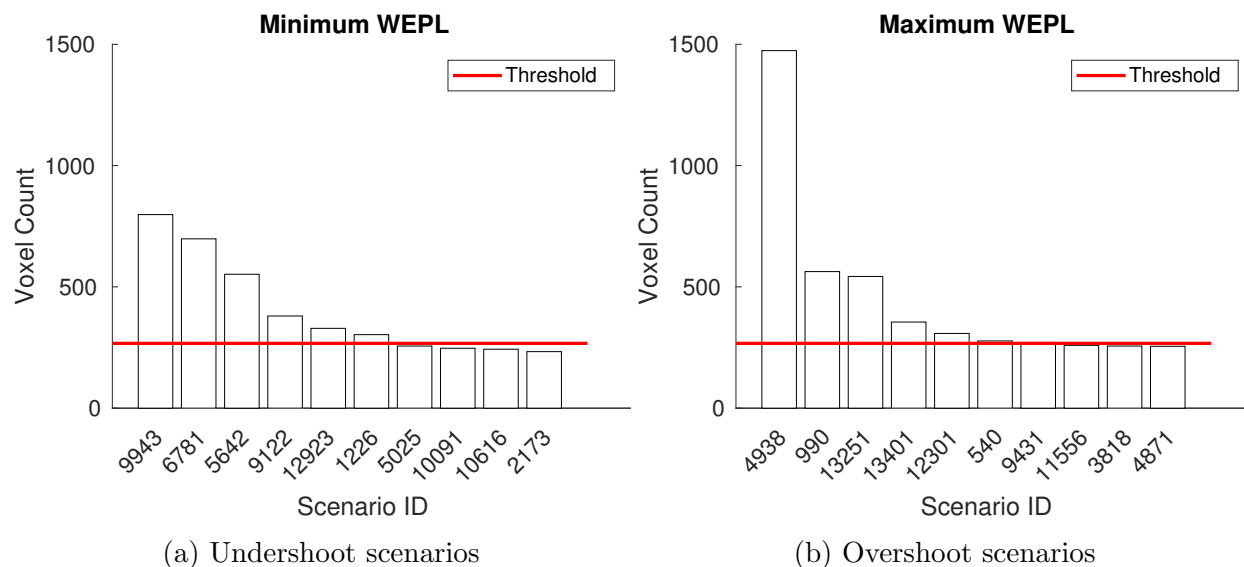 Minimum WEPL
Threshold
1500
1000
500
0
Voxel Count
9943
6781
5642
9122
12923
1226
5025
10091
10616
2173
Scenario ID
(a) Undershoot scenarios
Maximum WEPL
Threshold
1500
1000
500
0
Voxel Count
4938
990
13251
13401
12301
540
9431
11556
3818
4871
Scenario ID
(b) Overshoot scenarios